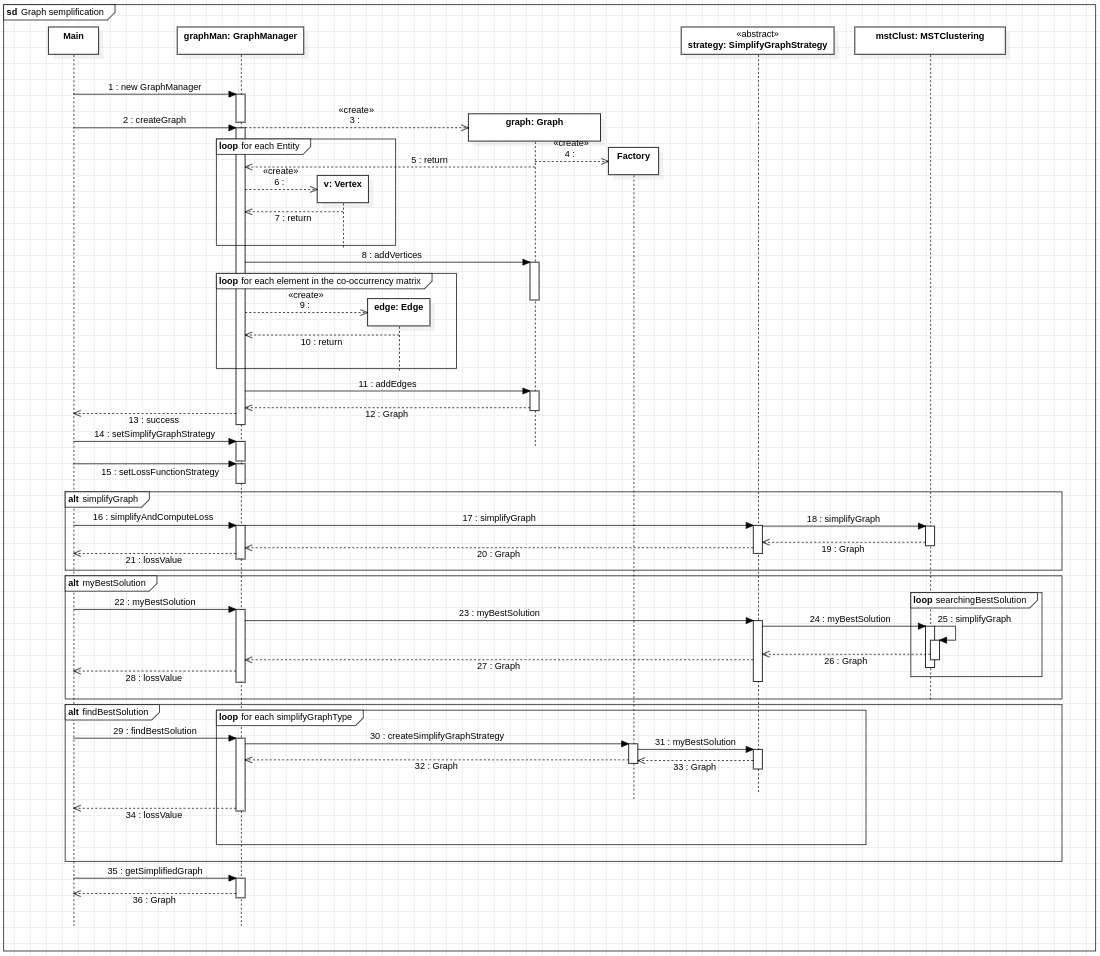 sd Graph semplification
Main
graphMan: GraphManager
«abstract»
strategy: SimplifyGraphStrategy
mstClust: MSTClustering
1 : new GraphManager
2 : createGraph
«create»
3 :
graph: Graph
«create»
4 :
Factory
loop for each Entity
5 : return
«create»
6 :
v: Vertex
7 : return
8 : addVertices
loop for each element in the co-occurrency matrix
«create»
9 :
edge: Edge
10 : return
11 : addEdges
12 : Graph
13 : success
14 : setSimplifyGraphStrategy
15 : setLossFunctionStrategy
alt simplifyGraph
16 : simplifyAndComputeLoss
17 : simplifyGraph
18 : simplifyGraph
19 : Graph
20 : Graph
21 : lossValue
alt myBestSolution
22 : myBestSolution
23 : myBestSolution
loop searchingBestSolution
24 : myBestSolution
25 : simplifyGraph
26 : Graph
27 : Graph
28 : lossValue
alt findBestSolution
loop for each simplifyGraphType
29 : findBestSolution
30 : createSimplifyGraphStrategy
31 : myBestSolution
32 : Graph
33 : Graph
34 : lossValue
35 : getSimplifiedGraph
36 : Graph